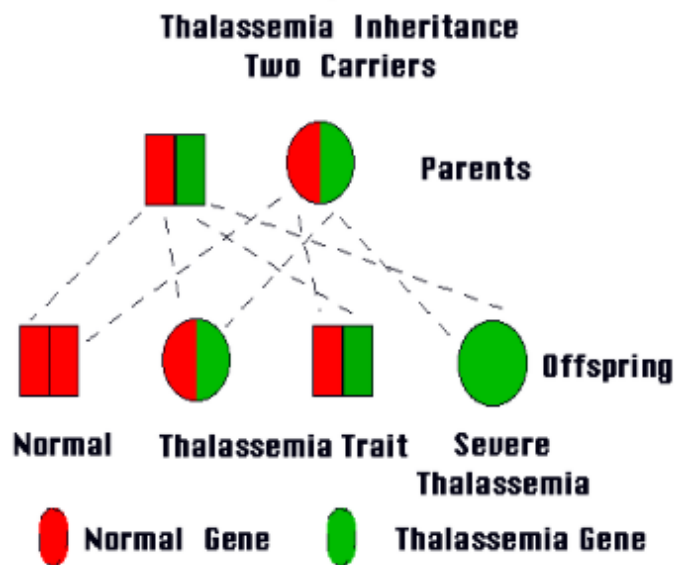 Thalassemia Inheritance
Two Carriers
Parents
Offspring
Normal
Thalassemia Trait
Severe
Thalassemia
Normal Gene
Thalassemia Gene